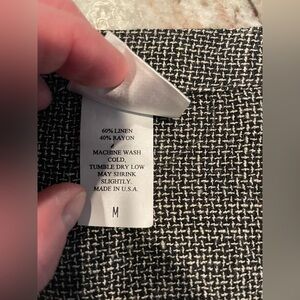 60% LINEN
40% RAYON
MACHINE WASH
COLD,
TUMBLE DRY LOW
MAY SHRINK
SLIGHTLY.
MADE IN U.S.A.
M